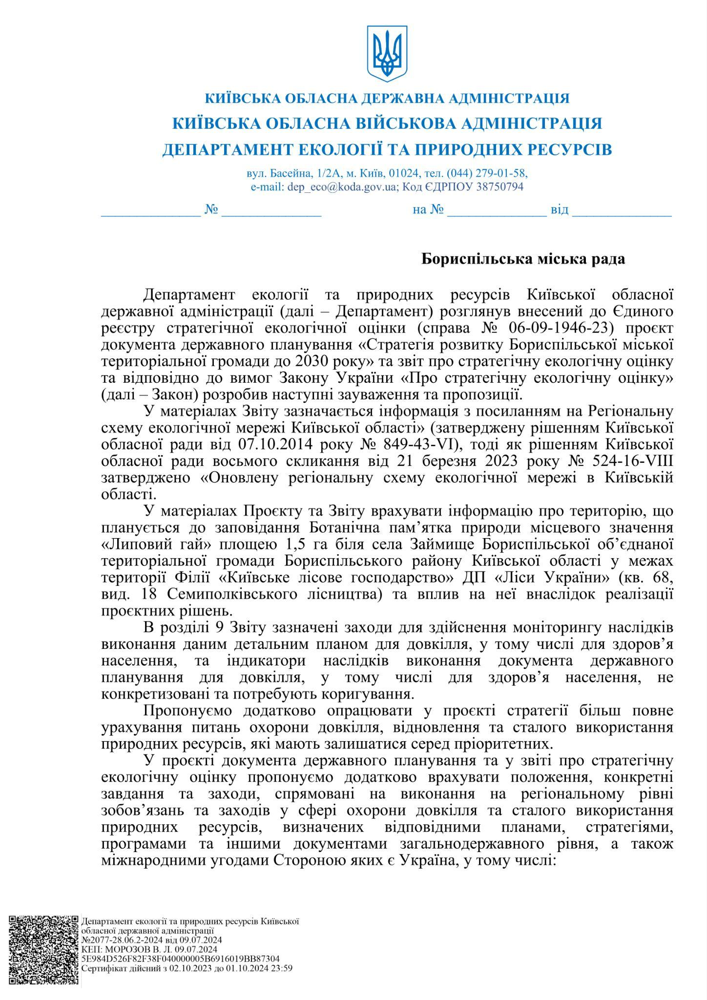 КИЇВСЬКА ОБЛАСНА ДЕРЖАВНА АДМІНІСТРАЦІЯ
КИЇВСЬКА ОБЛАСНА ВІЙСЬКОВА АДМІНІСТРАЦІЯ
ДЕПАРТАМЕНТ ЕКОЛОГІЇ ТА ПРИРОДНИХ РЕСУРСІВ
вул. Басейна, 1/2А, м. Київ, 01024, тел. (044) 279-01-58,
e-mail: dep_eco@koda.gov.ua; Код ЄДРПОУ 38750794
______________ № ______________ на № ______________ від ______________
Бориспільська міська рада
Департамент екології та природних ресурсів Київської обласної
державної адміністрації (далі – Департамент) розглянув внесений до Єдиного
реєстру стратегічної екологічної оцінки (справа № 06-09-1946-23) проєкт
документа державного планування «Стратегія розвитку Бориспільської міської
територіальної громади до 2030 року» та звіт про стратегічну екологічну оцінку
та відповідно до вимог Закону України «Про стратегічну екологічну оцінку»
(далі – Закон) розробив наступні зауваження та пропозиції.
У матеріалах Звіту зазначається інформація з посиланням на Регіональну
схему екологічної мережі Київської області» (затверджену рішенням Київської
обласної ради від 07.10.2014 року № 849-43-VI), тоді як рішенням Київської
обласної ради восьмого скликання від 21 березня 2023 року № 524-16-VIII
затверджено «Оновлену регіональну схему екологічної мережі в Київській
області.
У матеріалах Проєкту та Звіту врахувати інформацію про територію, що
планується до заповідання Ботанічна пам’ятка природи місцевого значення
«Липовий гай» площею 1,5 га біля села Займище Бориспільської об’єднаної
територіальної громади Бориспільського району Київської області у межах
території Філії «Київське лісове господарство» ДП «Ліси України» (кв. 68,
вид. 18 Семиполківського лісництва) та вплив на неї внаслідок реалізації
проєктних рішень.
В розділі 9 Звіту зазначені заходи для здійснення моніторингу наслідків
виконання даним детальним планом для довкілля, у тому числі для здоров’я
населення, та індикатори наслідків виконання документа державного
планування для довкілля, у тому числі для здоров’я населення, не
конкретизовані та потребують коригування.
Пропонуємо додатково опрацювати у проєкті стратегії більш повне
урахування питань охорони довкілля, відновлення та сталого використання
природних ресурсів, які мають залишатися серед пріоритетних.
У проєкті документа державного планування та у звіті про стратегічну
екологічну оцінку пропонуємо додатково врахувати положення, конкретні
завдання та заходи, спрямовані на виконання на регіональному рівні
зобов’язань та заходів у сфері охорони довкілля та сталого використання
природних ресурсів, визначених відповідними планами, стратегіями,
програмами та іншими документами загальнодержавного рівня, а також
міжнародними угодами Стороною яких є Україна, у тому числі:
Департамент екології та природних ресурсів Київської
обласної державної адміністрації
№2077-28.06.2-2024 від 09.07.2024
КЕП: МОРОЗОВ В. Л. 09.07.2024
5E984D526F82F38F040000005B6916019BB87304
Сертифікат дійсний з 02.10.2023 до 01.10.2024 23:59